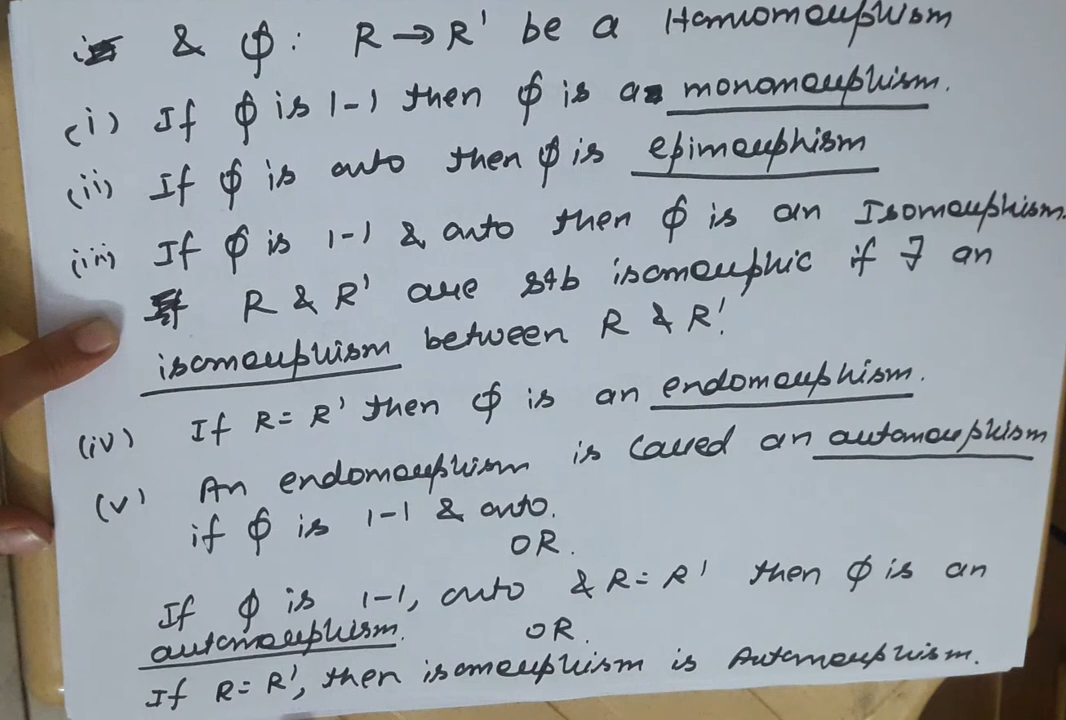 & φ: R → R' be a Homomorphism
(i) If φ is 1-1 then φ is a monomorphism.
(ii) If φ is onto then φ is epimorphism
(iii) If φ is 1-1 & onto then φ is an Isomorphism.
R & R' are stb isomorphic if ∃ an
isomorphism between R & R'.
(iv) If R = R' then φ is an endomorphism.
(v) An endomorphism is called an automorphism
if φ is 1-1 & onto.
OR.
If φ is 1-1, onto & R = R' then φ is an
automorphism.
OR.
If R = R', then isomorphism is Automorphism.